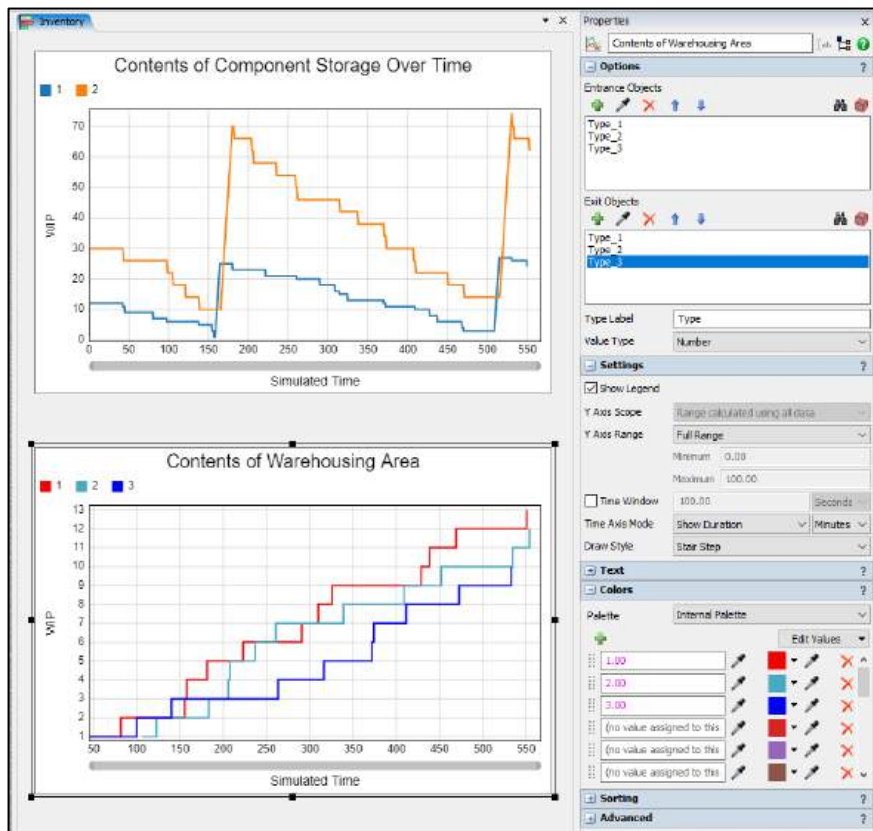 Inventory
Contents of Component Storage Over Time
1 2
70
60
50
40
30
20
10
0
WIP
0 50 100 150 200 250 300 350 400 450 500 550
Simulated Time
Contents of Warehousing Area
1 2 3
13
12
11
10
9
8
7
6
5
4
3
2
1
WIP
50 100 150 200 250 300 350 400 450 500 550
Simulated Time
Properties
Contents of Warehousing Area
Options ?
Entrance Objects
Type_1
Type_2
Type_3
Exit Objects
Type_1
Type_2
Type_3
Type Label Type
Value Type Number
Settings ?
Show Legend
Y Axis Scope Range calculated using all data
Y Axis Range Full Range
Minimum 0.00
Maximum 100.00
Time Window 100.00 Seconds
Time Axis Mode Show Duration Minutes
Draw Style Stair Step
Text ?
Colors ?
Palette Internal Palette
Edit Values
1.00
2.00
3.00
(no value assigned to this
(no value assigned to this
(no value assigned to this
Sorting ?
Advanced ?